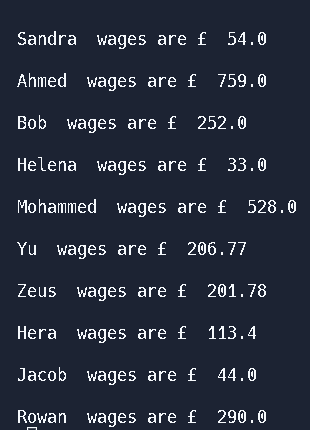 Sandra  wages are £  54.0
Ahmed  wages are £  759.0
Bob  wages are £  252.0
Helena  wages are £  33.0
Mohammed  wages are £  528.0
Yu  wages are £  206.77
Zeus  wages are £  201.78
Hera  wages are £  113.4
Jacob  wages are £  44.0
Rowan  wages are £  290.0